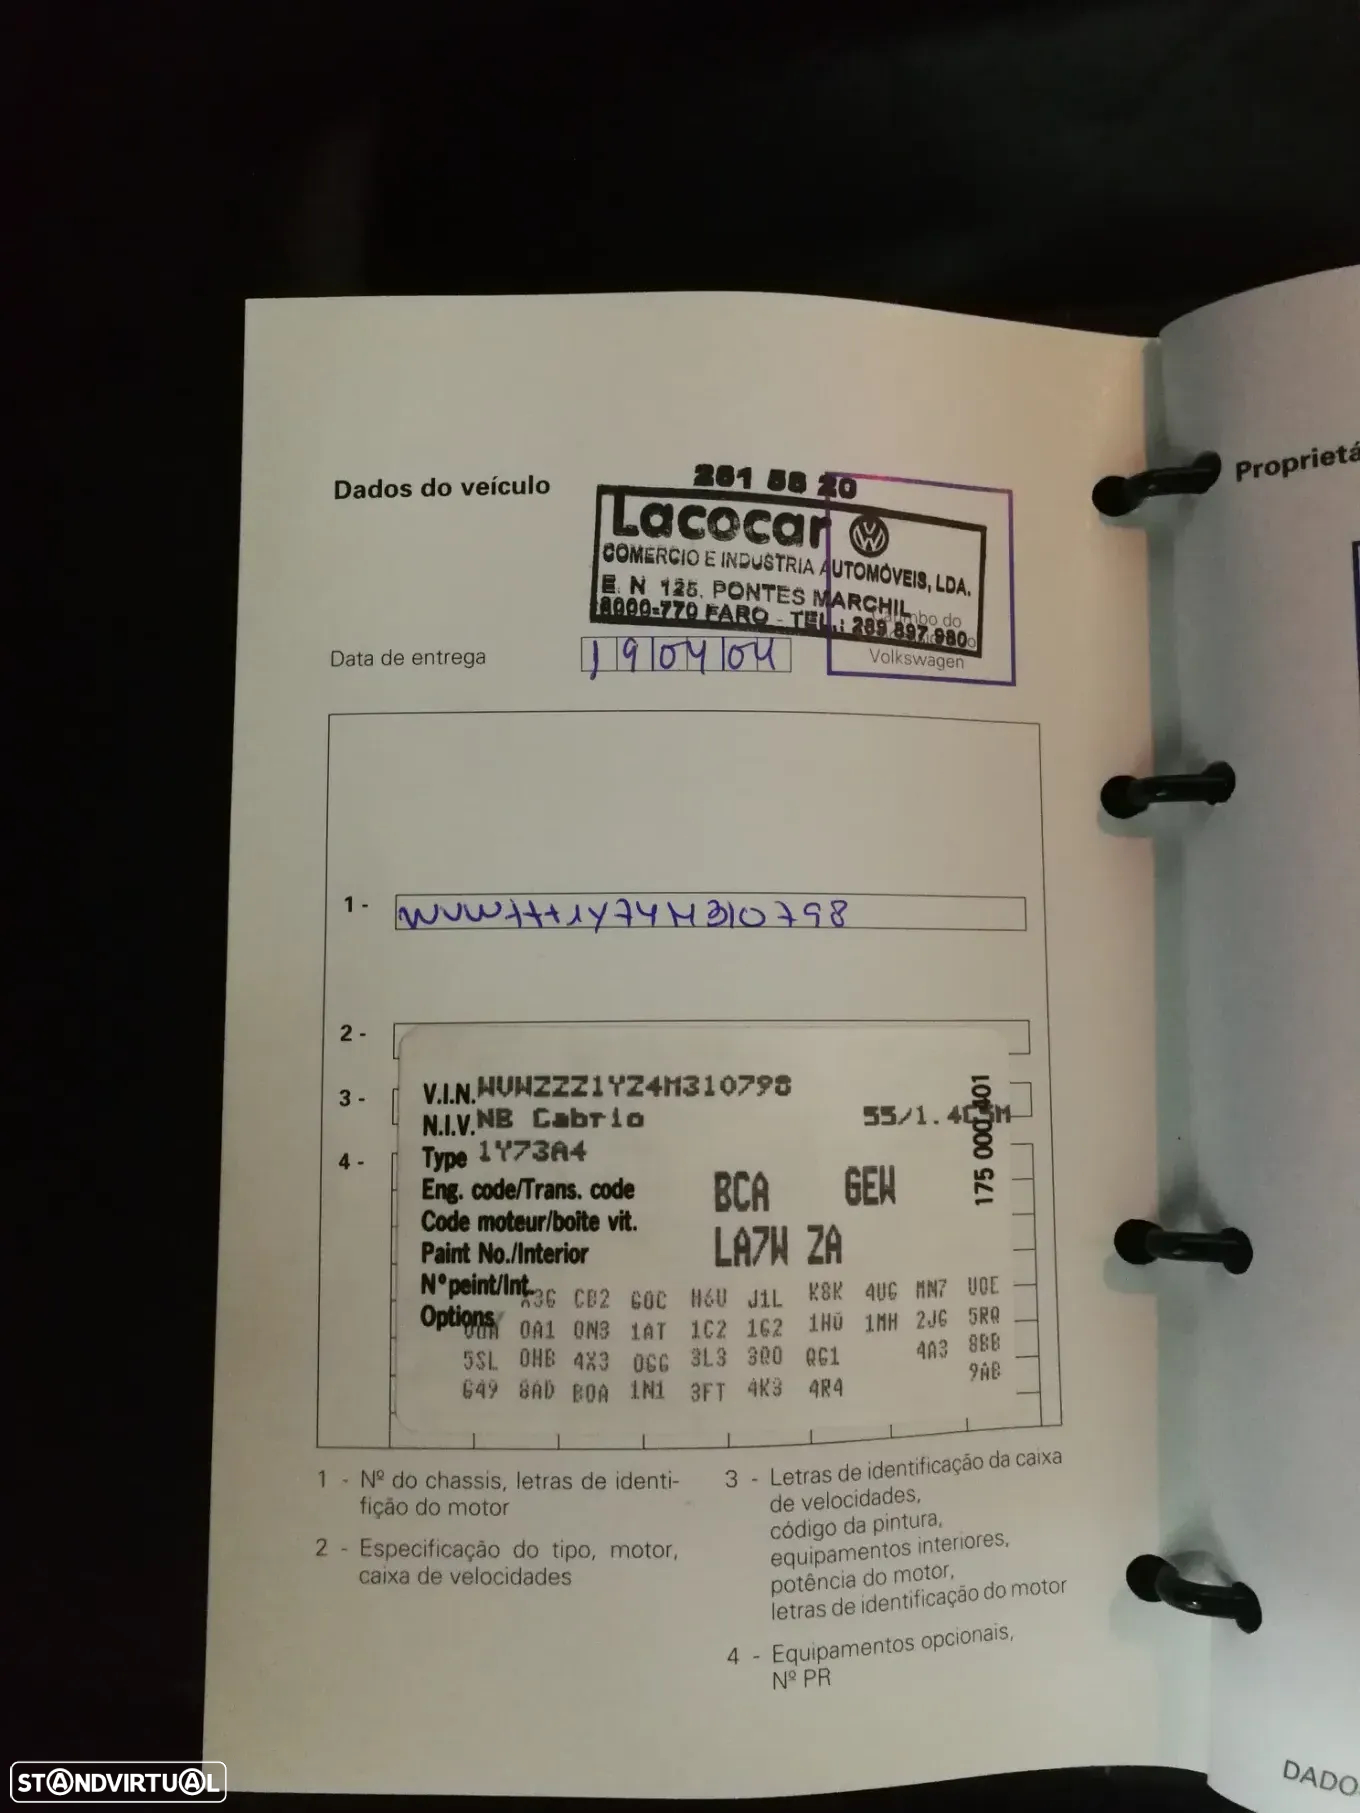 Dados do veículo
261 58 20
Lacocar
COMERCIO E INDUSTRIA AUTOMÓVEIS, LDA.
E. N 125. PONTES MARCHIL
8000-770 FARO - TEL.: 289 897 980
Volkswagen
Data de entrega
19 04 04
1 -
WVWZZZ1YZ4M310798
2 -
3 -
4 -
V.I.N. WVWZZZ1YZ4M310798
N.I.V. NB Cabrio 55/1.4
Type 1Y73A4
Eng. code/Trans. code BCA GEW
Code moteur/boîte vit.
Paint No./Interior LA7W ZA
N° peint/Int.
Options
175 000 401
X3G CB2 G0C H6U J1L K8K 4UG MN7 U0E
0A1 0N3 1AT 1C2 1G2 1H0 1MH 2JG 5RQ
5SL 0HB 4X3 0GG 3L3 3Q0 QG1 4A3 8BB
9AB
G49 8AD B0A 1N1 3FT 4K3 4R4
1 - Nº do chassis, letras de identi-
fição do motor
2 - Especificação do tipo, motor,
caixa de velocidades
3 - Letras de identificação da caixa
de velocidades,
código da pintura,
equipamentos interiores,
potência do motor,
letras de identificação do motor
4 - Equipamentos opcionais,
Nº PR
Proprietá
DADO
STANDVIRTUAL